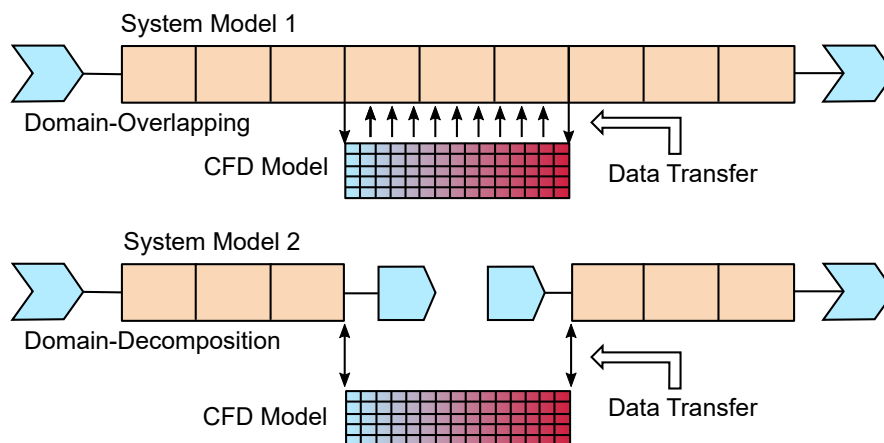 System Model 1
Domain-Overlapping
CFD Model
Data Transfer
System Model 2
Domain-Decomposition
CFD Model
Data Transfer